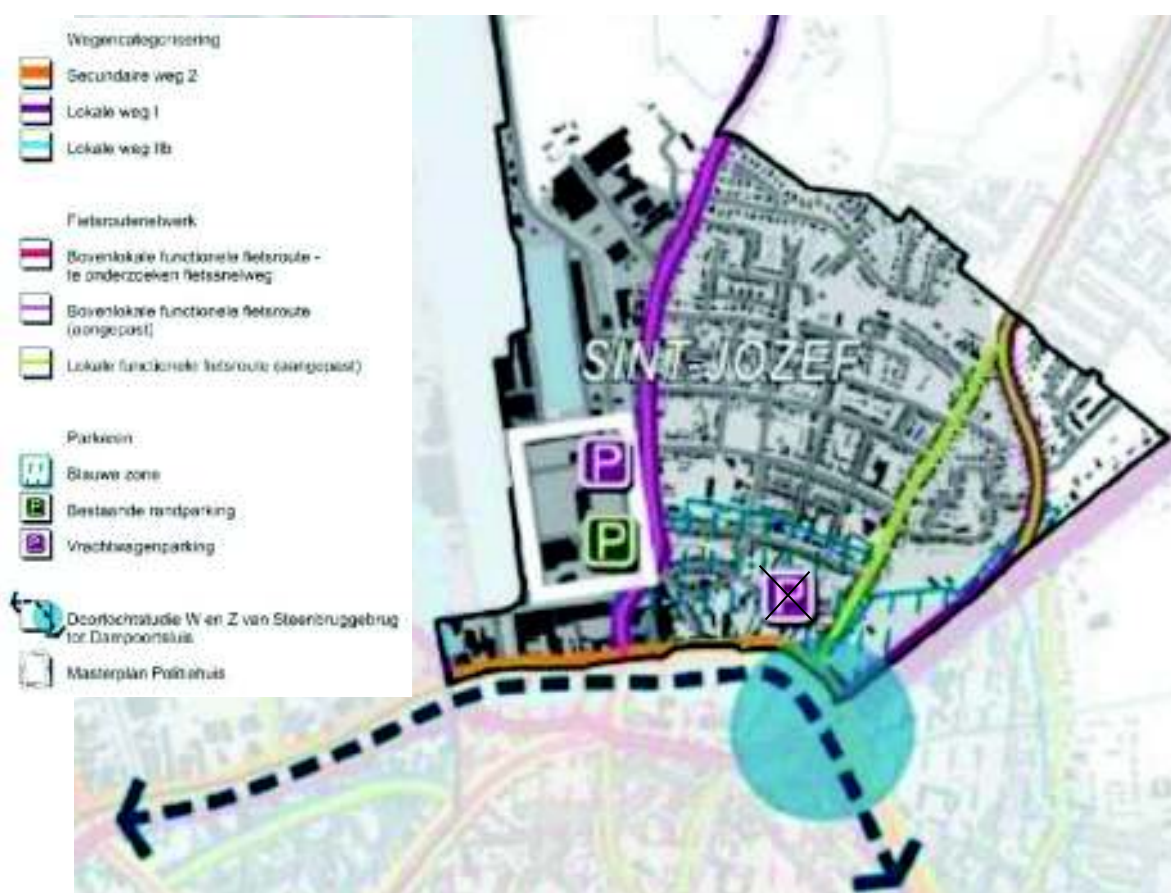 Wegencategorisering
Secundaire weg 2
Lokale weg I
Lokale weg IIb
Fietsroutenetwerk
Bovenlokale functionele fietsroute -
te onderzoeken fietssnelweg
Bovenlokale functionele fietsroute
(aangepast)
Lokale functionele fietsroute (aangepast)
Parkeren
Blauwe zone
P Bestaande randparking
P Vrachtwagenparking
Doortochtstudie W en Z van Steenbruggebrug
tot Dampoortsluis
Masterplan Politiehuis
SINT-JOZEF
P
P
P